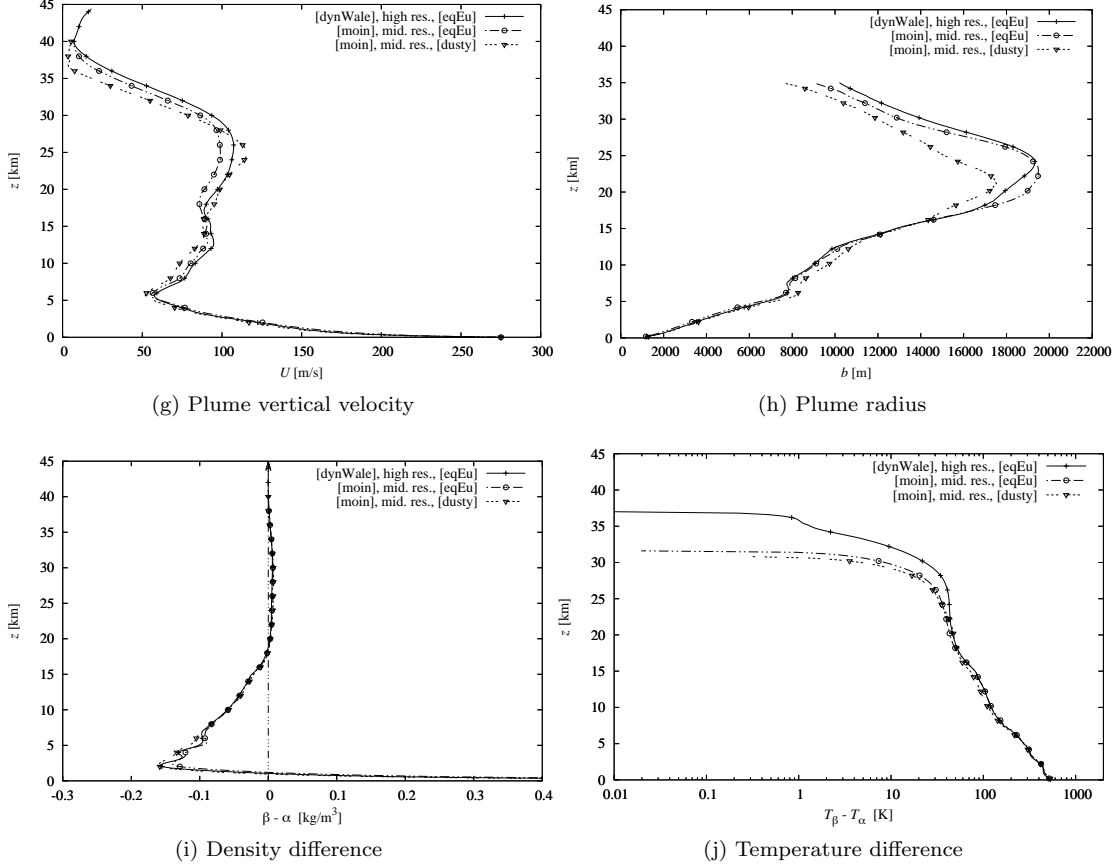 [dynWale], high res., [eqEu]
[moin], mid. res., [eqEu]
[moin], mid. res., [dusty]
45
40
35
30
25
20
15
10
5
0
z [km]
0 50 100 150 200 250 300
U [m/s]
(g) Plume vertical velocity
[dynWale], high res., [eqEu]
[moin], mid. res., [eqEu]
[moin], mid. res., [dusty]
45
40
35
30
25
20
15
10
5
0
z [km]
0 2000 4000 6000 8000 10000 12000 14000 16000 18000 20000 22000
b [m]
(h) Plume radius
[dynWale], high res., [eqEu]
[moin], mid. res., [eqEu]
[moin], mid. res., [dusty]
45
40
35
30
25
20
15
10
5
0
z [km]
-0.3 -0.2 -0.1 0 0.1 0.2 0.3 0.4
β - α [kg/m³]
(i) Density difference
[dynWale], high res., [eqEu]
[moin], mid. res., [eqEu]
[moin], mid. res., [dusty]
45
40
35
30
25
20
15
10
5
0
z [km]
0.01 0.1 1 10 100 1000
T_β - T_α [K]
(j) Temperature difference